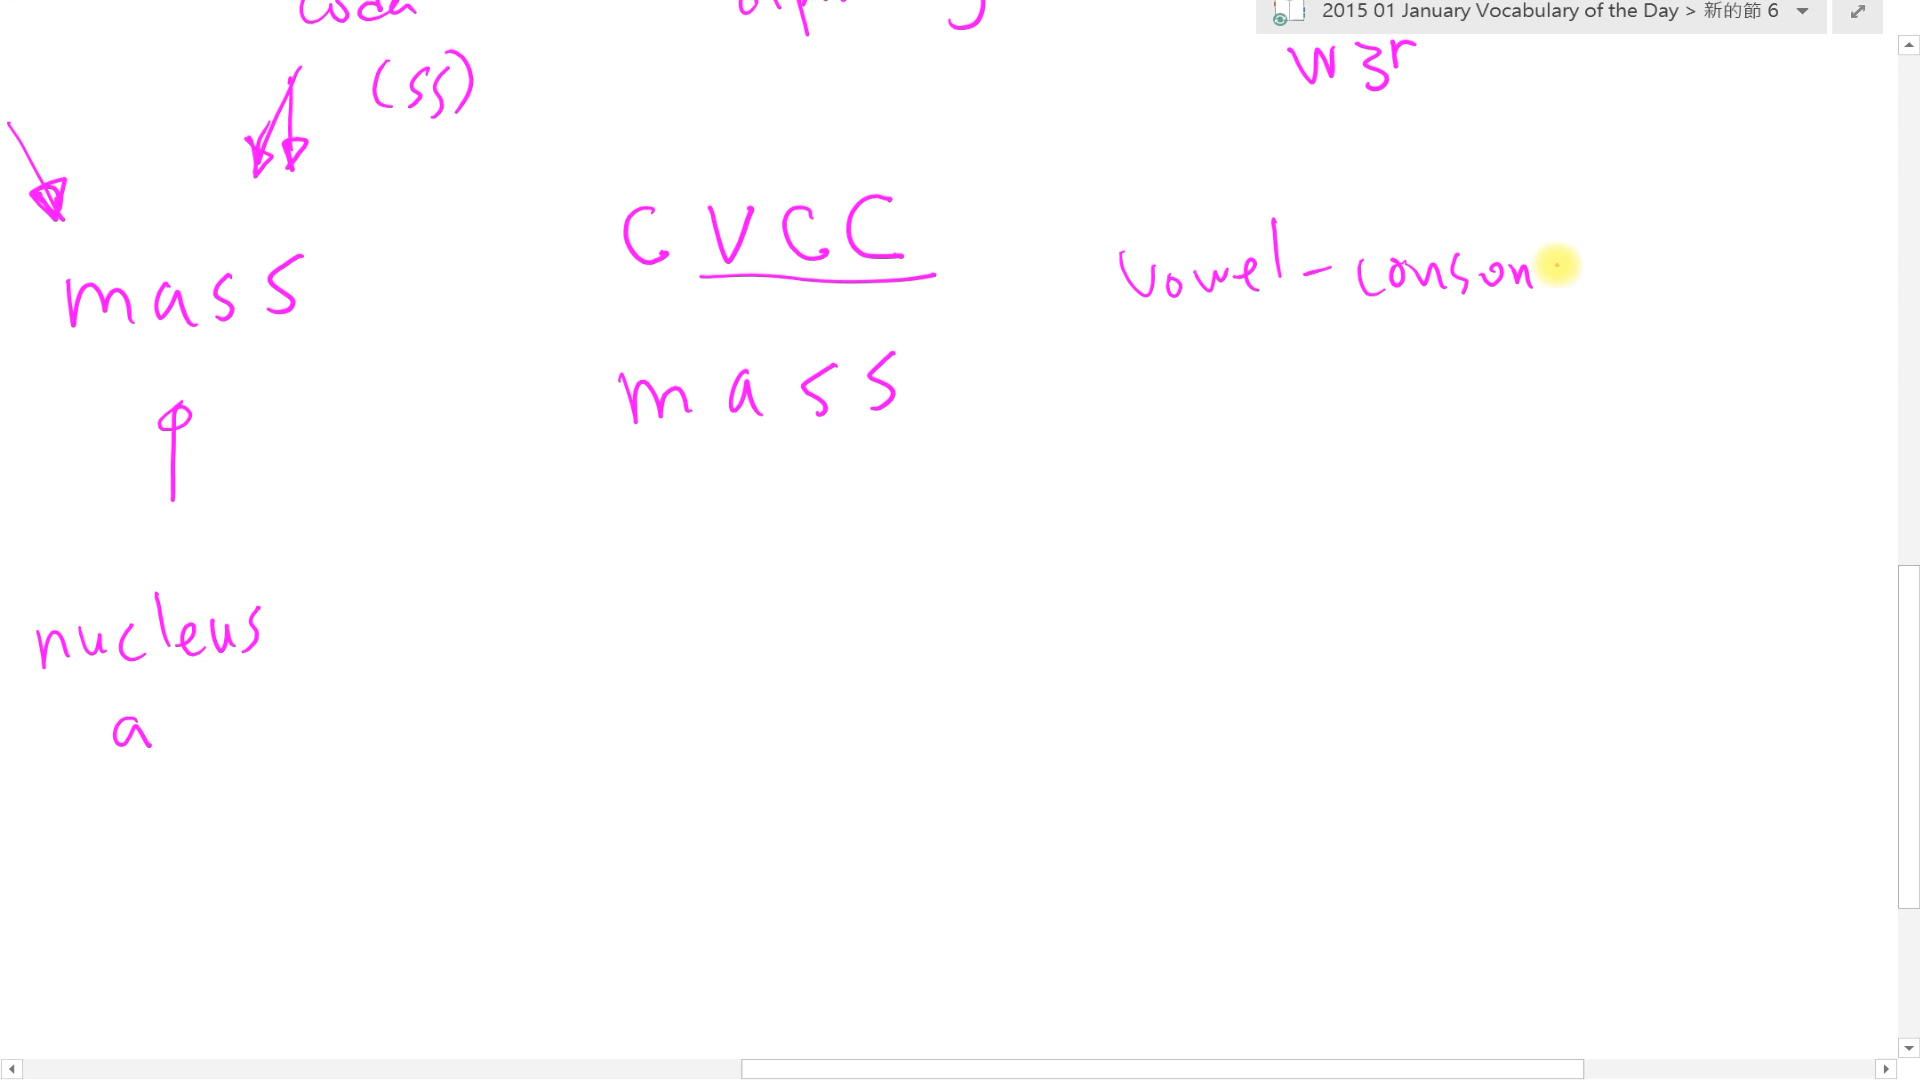 2015 01 January Vocabulary of the Day > 新的節 6
coda
(ss)
w3r
mass
CVCC
mass
vowel-conson
nucleus
a